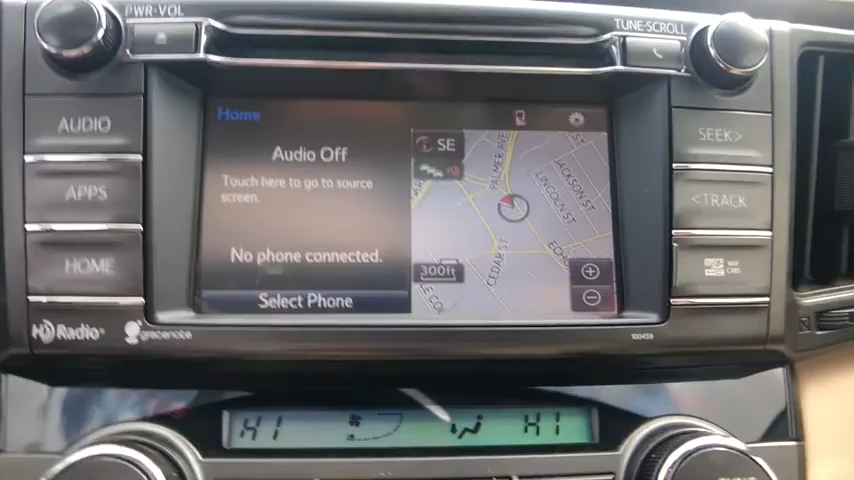 PWR·VOL
TUNE·SCROLL
AUDIO
APPS
HOME
Home
Audio Off
Touch here to go to source
screen.
No phone connected.
Select Phone
SE
PALMER AVE
JACKSON ST
LINCOLN ST
CEDAR ST
300ft
SEEK>
<TRACK
MAP
CARD
HD Radio
gracenote
100459
HI
HI